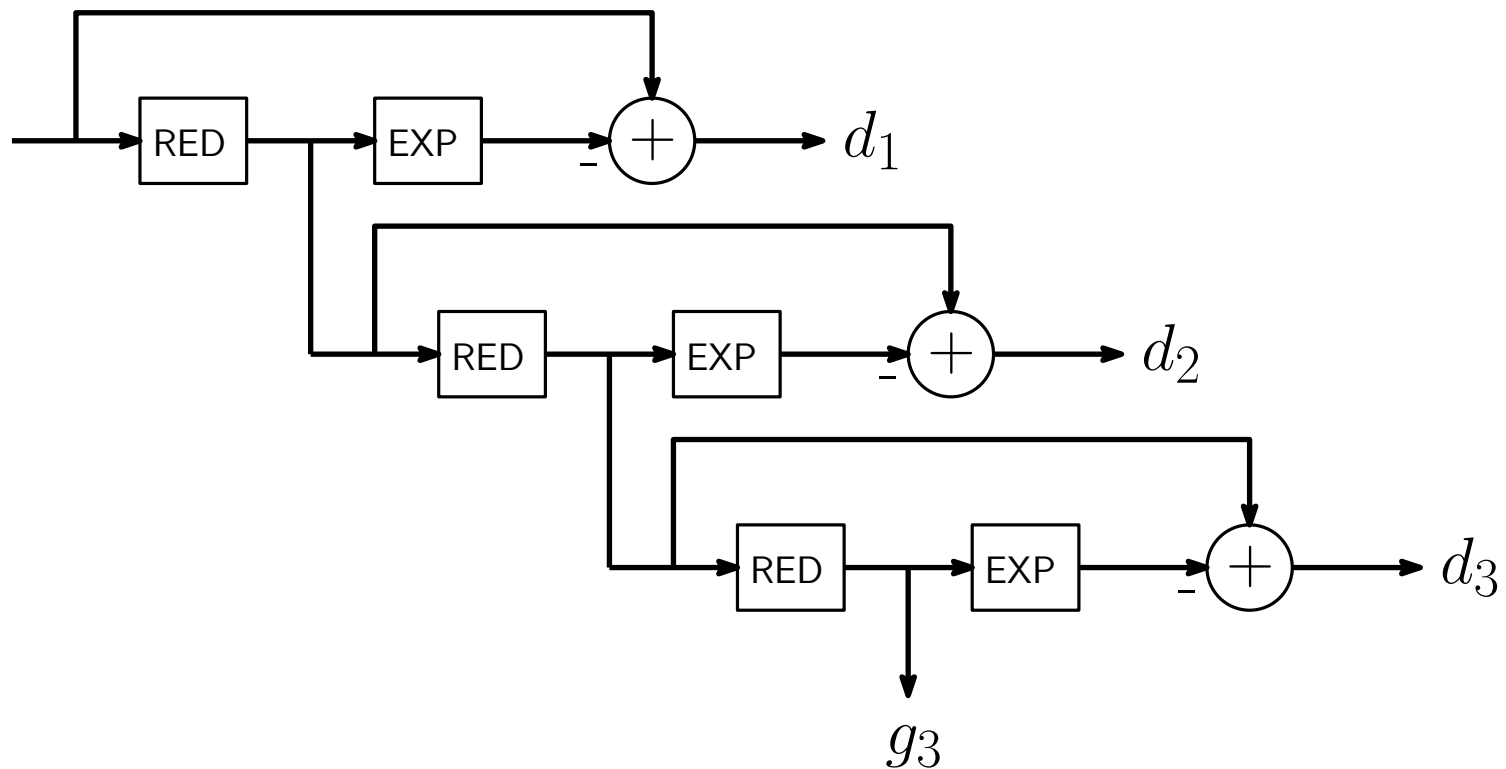 RED EXP + d₁
-
RED EXP + d₂
-
RED EXP + d₃
-
g₃